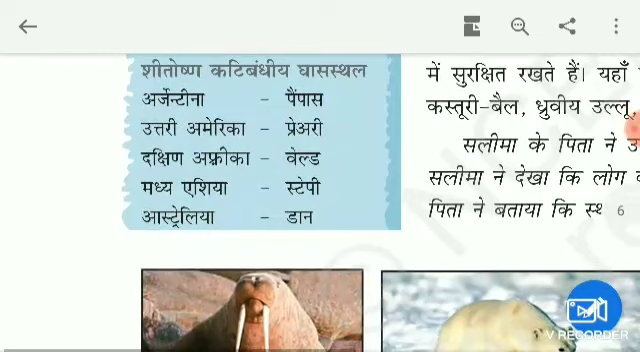 शीतोष्ण कटिबंधीय घासस्थल
अर्जेन्टीना – पैंपास
उत्तरी अमेरिका – प्रेअरी
दक्षिण अफ़्रीका – वेल्ड
मध्य एशिया – स्टेपी
आस्ट्रेलिया – डान
में सुरक्षित रखते हैं। यहाँ
कस्तूरी-बैल, ध्रुवीय उल्लू,
सलीमा के पिता ने
सलीमा ने देखा कि लोग
पिता ने बताया कि
6
V RECORDER